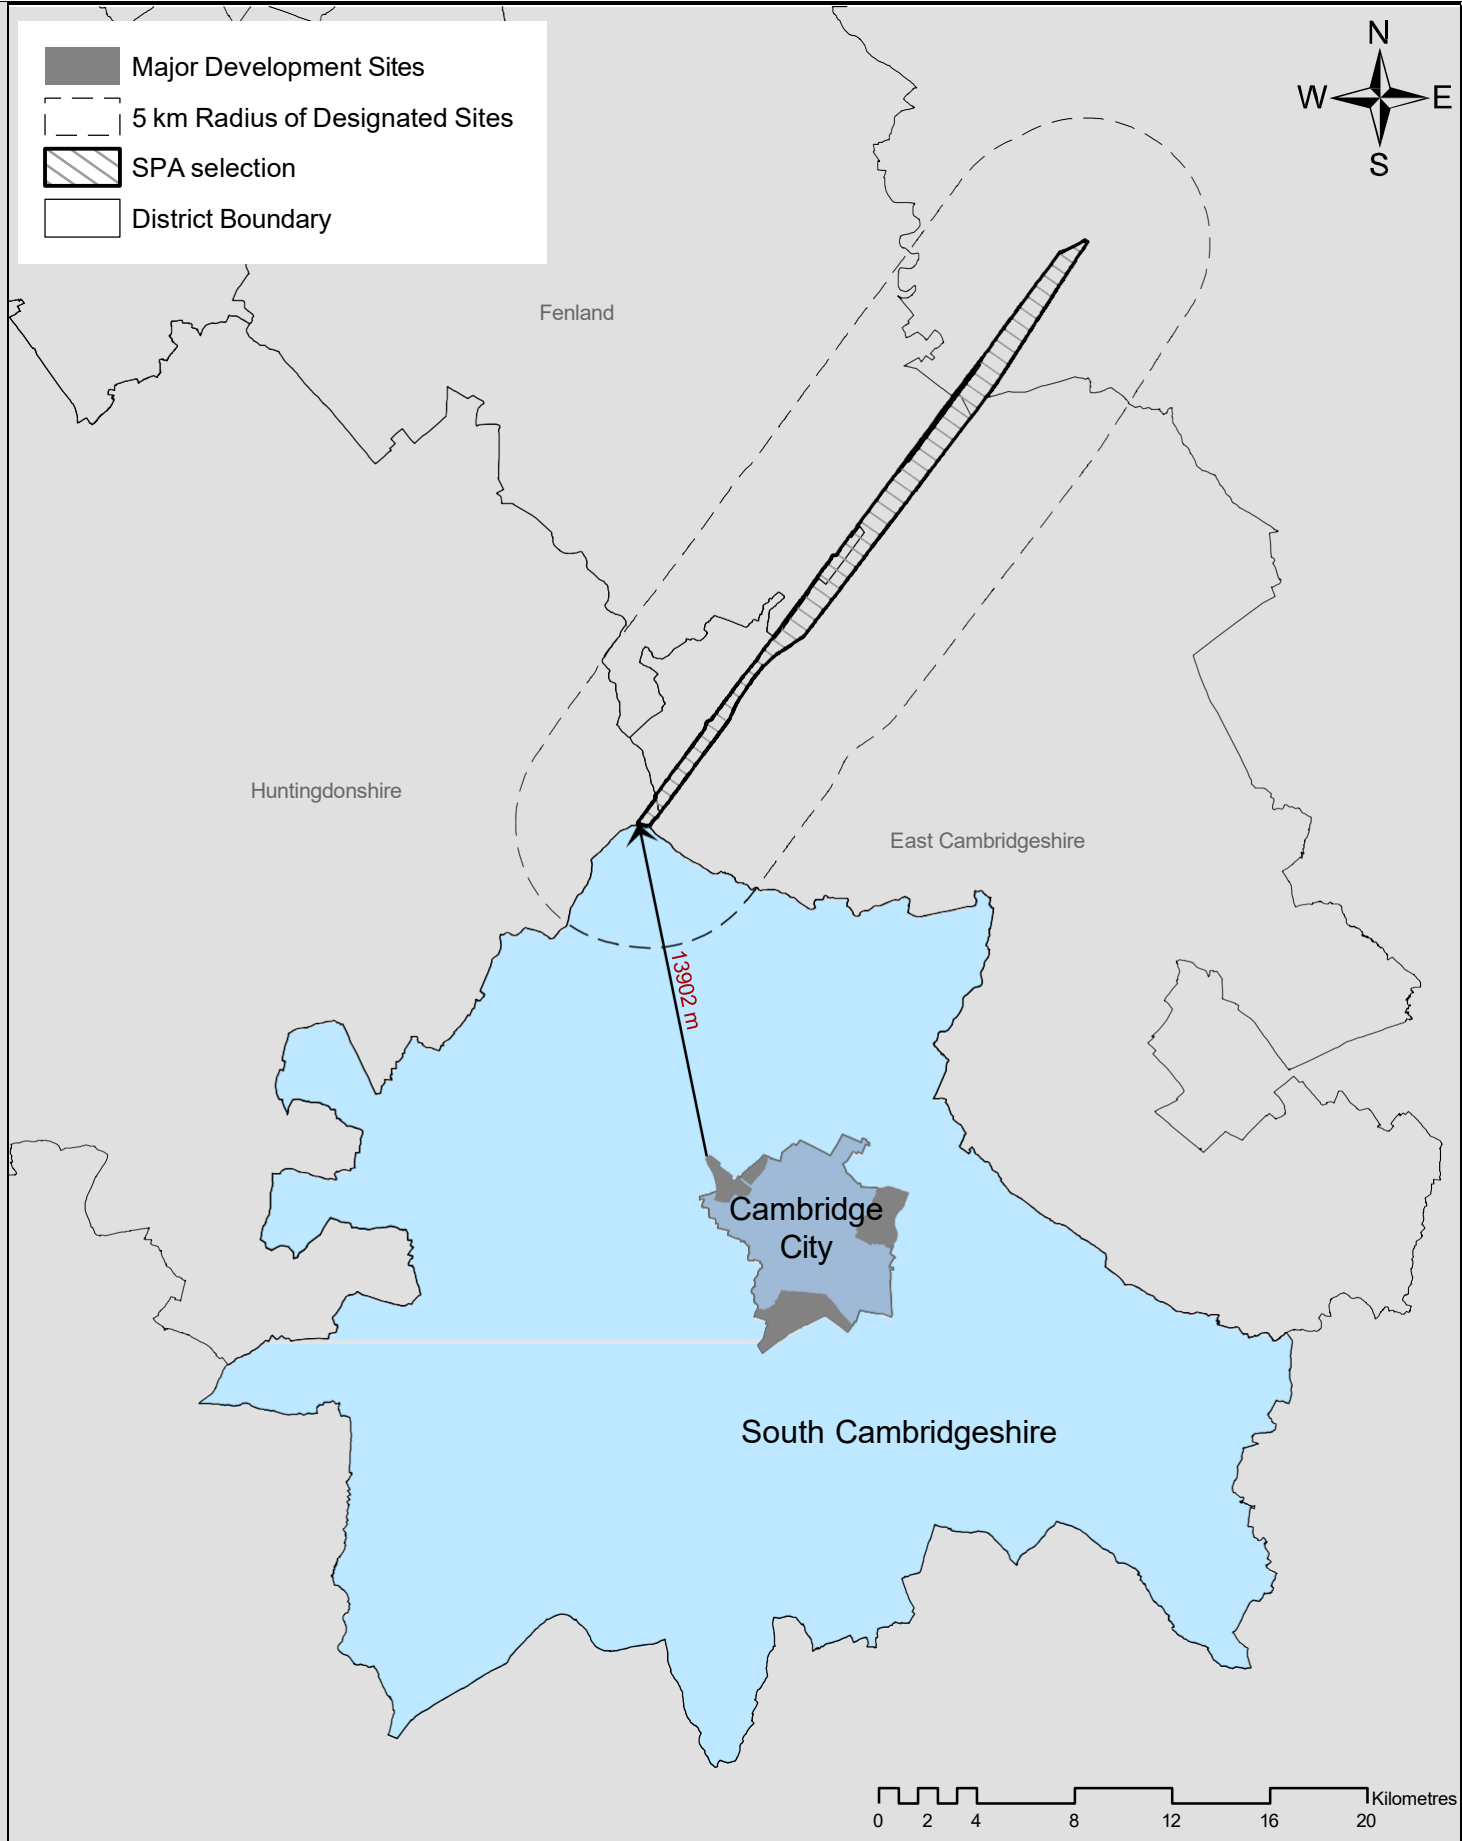 Major Development Sites
5 km Radius of Designated Sites
SPA selection
District Boundary
N
W
E
S
Fenland
Huntingdonshire
East Cambridgeshire
13902 m
Cambridge
City
South Cambridgeshire
Kilometres
0 2 4 8 12 16 20